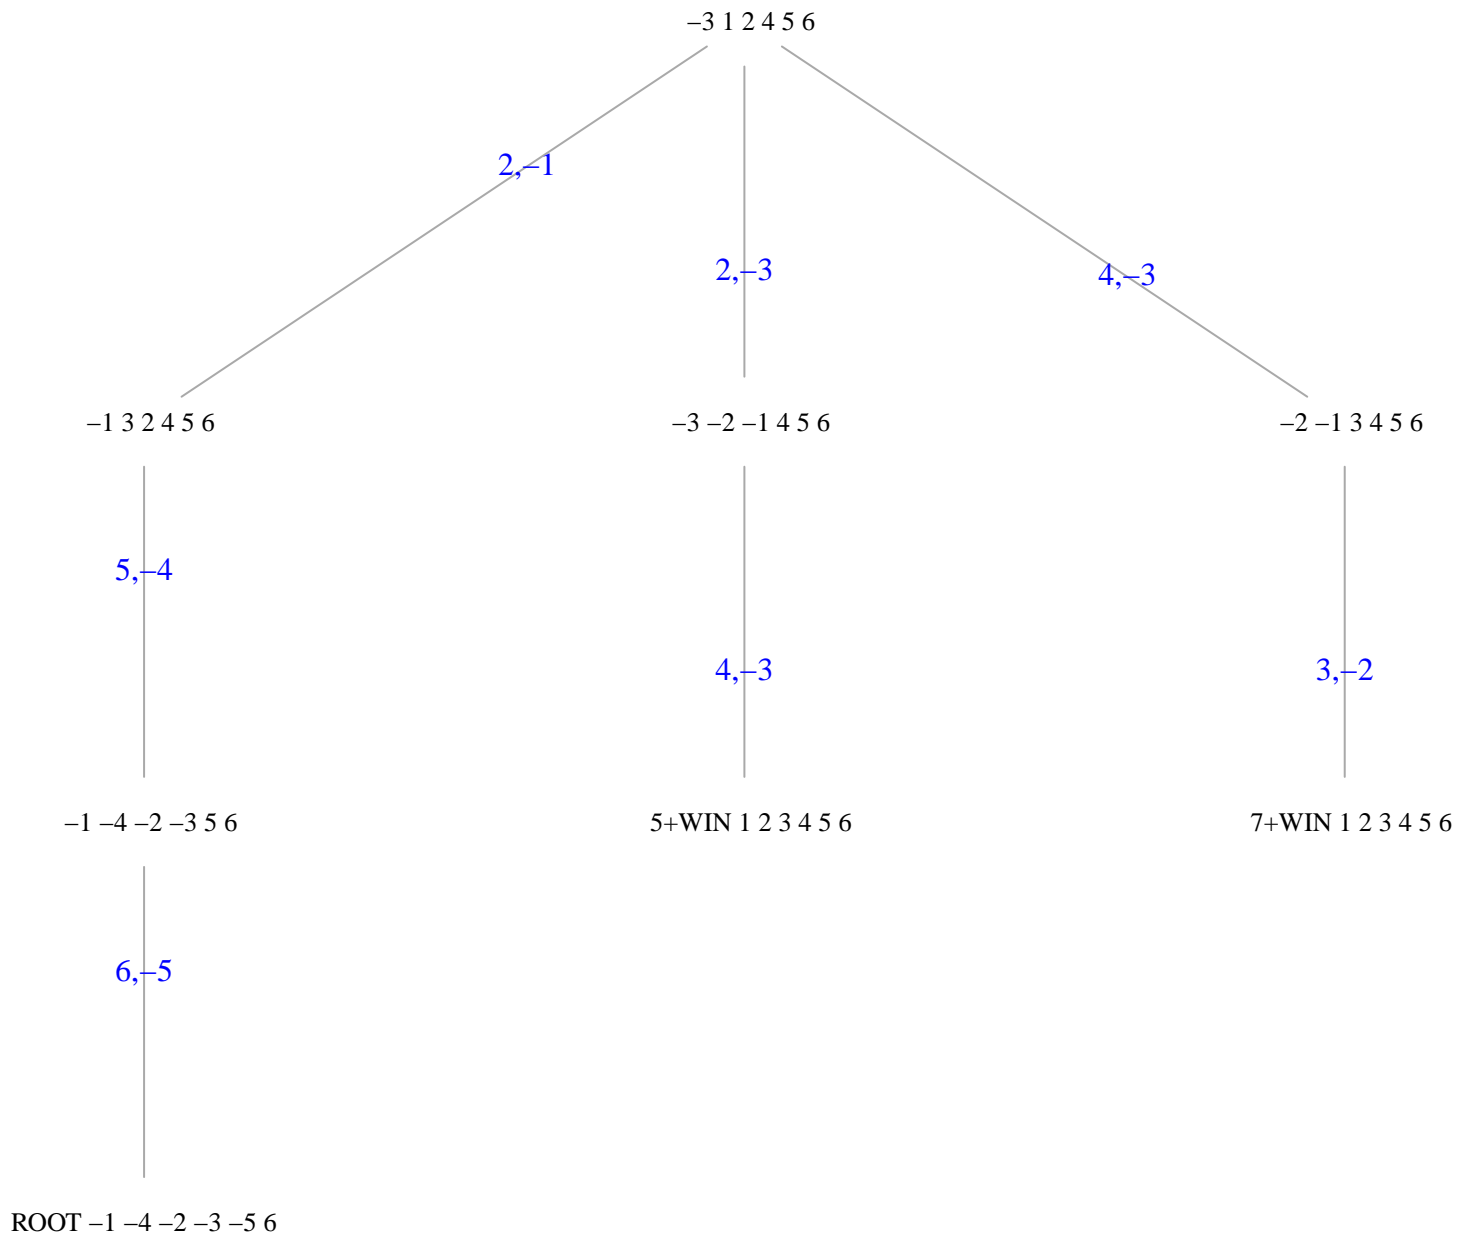 –3 1 2 4 5 6
2,–1
2,–3
4,–3
–1 3 2 4 5 6
–3 –2 –1 4 5 6
–2 –1 3 4 5 6
5,–4
4,–3
3,–2
–1 –4 –2 –3 5 6
5+WIN 1 2 3 4 5 6
7+WIN 1 2 3 4 5 6
6,–5
ROOT –1 –4 –2 –3 –5 6